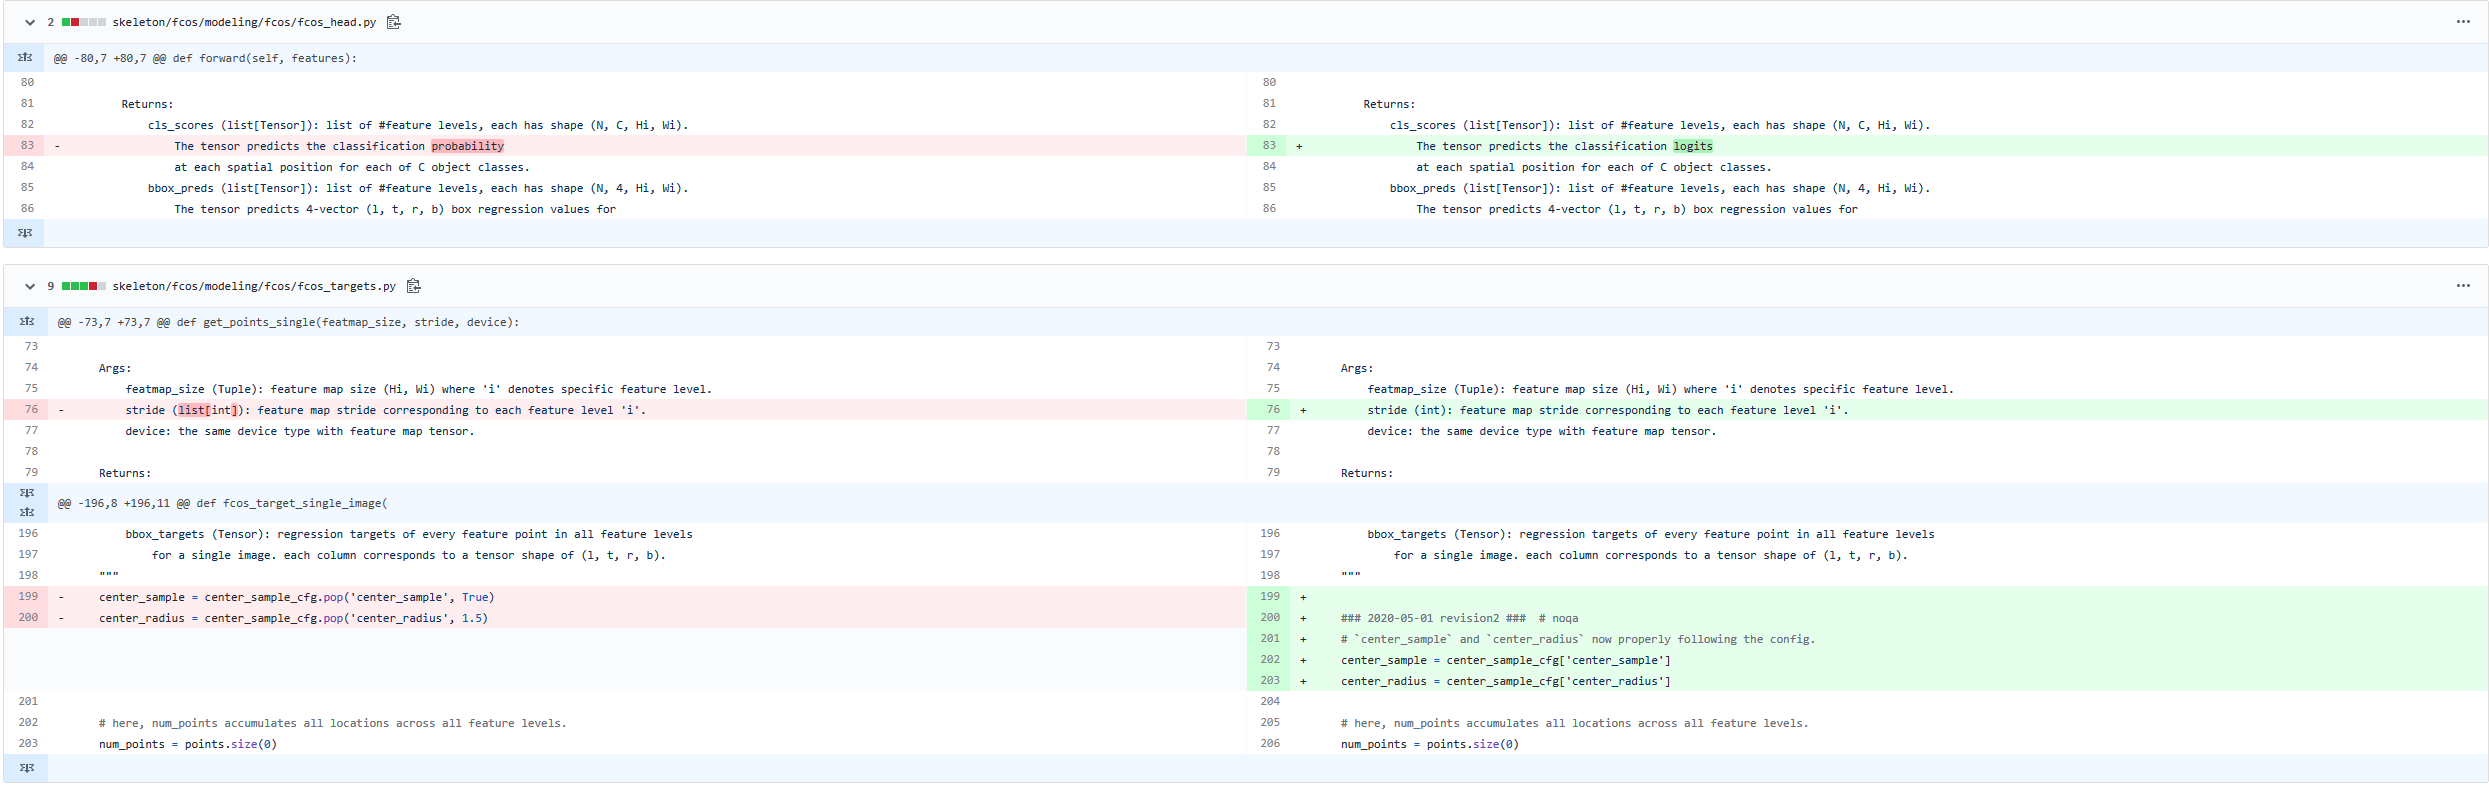 2 skeleton/fcos/modeling/fcos/fcos_head.py
@@ -80,7 +80,7 @@ def forward(self, features):
80 80
81 Returns: 81 Returns:
82 cls_scores (list[Tensor]): list of #feature levels, each has shape (N, C, Hi, Wi). 82 cls_scores (list[Tensor]): list of #feature levels, each has shape (N, C, Hi, Wi).
83 - The tensor predicts the classification probability 83 + The tensor predicts the classification logits
84 at each spatial position for each of C object classes. 84 at each spatial position for each of C object classes.
85 bbox_preds (list[Tensor]): list of #feature levels, each has shape (N, 4, Hi, Wi). 85 bbox_preds (list[Tensor]): list of #feature levels, each has shape (N, 4, Hi, Wi).
86 The tensor predicts 4-vector (l, t, r, b) box regression values for 86 The tensor predicts 4-vector (l, t, r, b) box regression values for
9 skeleton/fcos/modeling/fcos/fcos_targets.py
@@ -73,7 +73,7 @@ def get_points_single(featmap_size, stride, device):
73 73
74 Args: 74 Args:
75 featmap_size (Tuple): feature map size (Hi, Wi) where 'i' denotes specific feature level. 75 featmap_size (Tuple): feature map size (Hi, Wi) where 'i' denotes specific feature level.
76 - stride (list[int]): feature map stride corresponding to each feature level 'i'. 76 + stride (int): feature map stride corresponding to each feature level 'i'.
77 device: the same device type with feature map tensor. 77 device: the same device type with feature map tensor.
78 78
79 Returns: 79 Returns:
@@ -196,8 +196,11 @@ def fcos_target_single_image(
196 bbox_targets (Tensor): regression targets of every feature point in all feature levels 196 bbox_targets (Tensor): regression targets of every feature point in all feature levels
197 for a single image. each column corresponds to a tensor shape of (l, t, r, b). 197 for a single image. each column corresponds to a tensor shape of (l, t, r, b).
198 """ 198 """
199 - center_sample = center_sample_cfg.pop('center_sample', True) 199 +
200 - center_radius = center_sample_cfg.pop('center_radius', 1.5) 200 + ### 2020-05-01 revision2 ### # noqa
201 + # `center_sample` and `center_radius` now properly following the config.
202 + center_sample = center_sample_cfg['center_sample']
203 + center_radius = center_sample_cfg['center_radius']
201 204
202 # here, num_points accumulates all locations across all feature levels. 205 # here, num_points accumulates all locations across all feature levels.
203 num_points = points.size(0) 206 num_points = points.size(0)